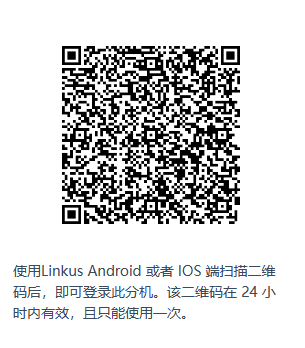 使用Linkus Android 或者 IOS 端扫描二维
码后，即可登录此分机。该二维码在 24 小
时内有效，且只能使用一次。